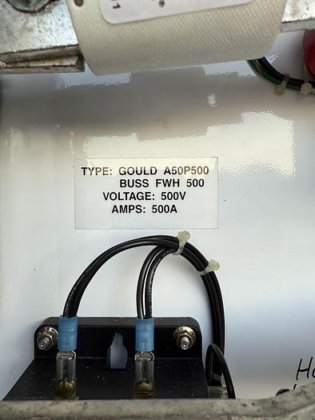 TYPE: GOULD A50P500
BUSS FWH 500
VOLTAGE: 500V
AMPS: 500A